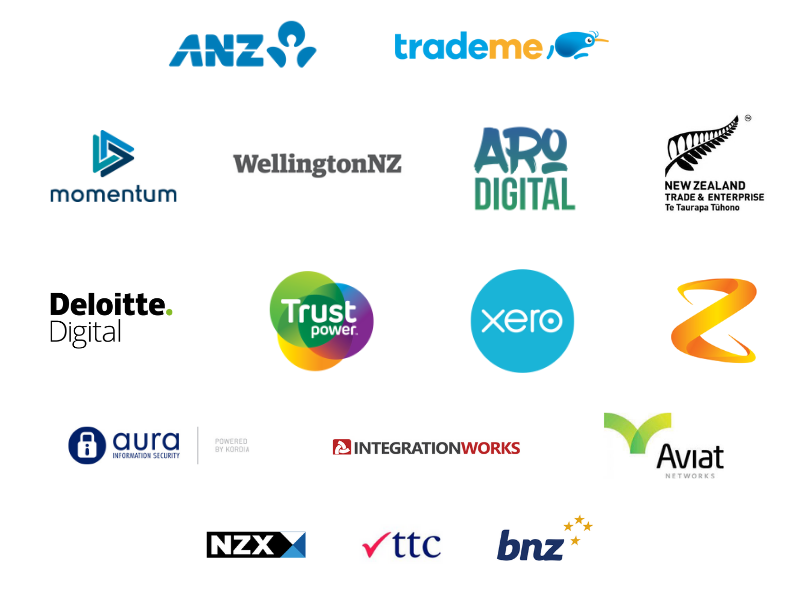 ANZ
trademe
momentum
WellingtonNZ
ARO
DIGITAL
NEW ZEALAND
TRADE & ENTERPRISE
Te Taurapa Tūhono
Deloitte.
Digital
Trust
power.
xero
Z
aura
INFORMATION SECURITY
POWERED
BY KORDIA
INTEGRATIONWORKS
Aviat
NETWORKS
NZX
ttc
bnz